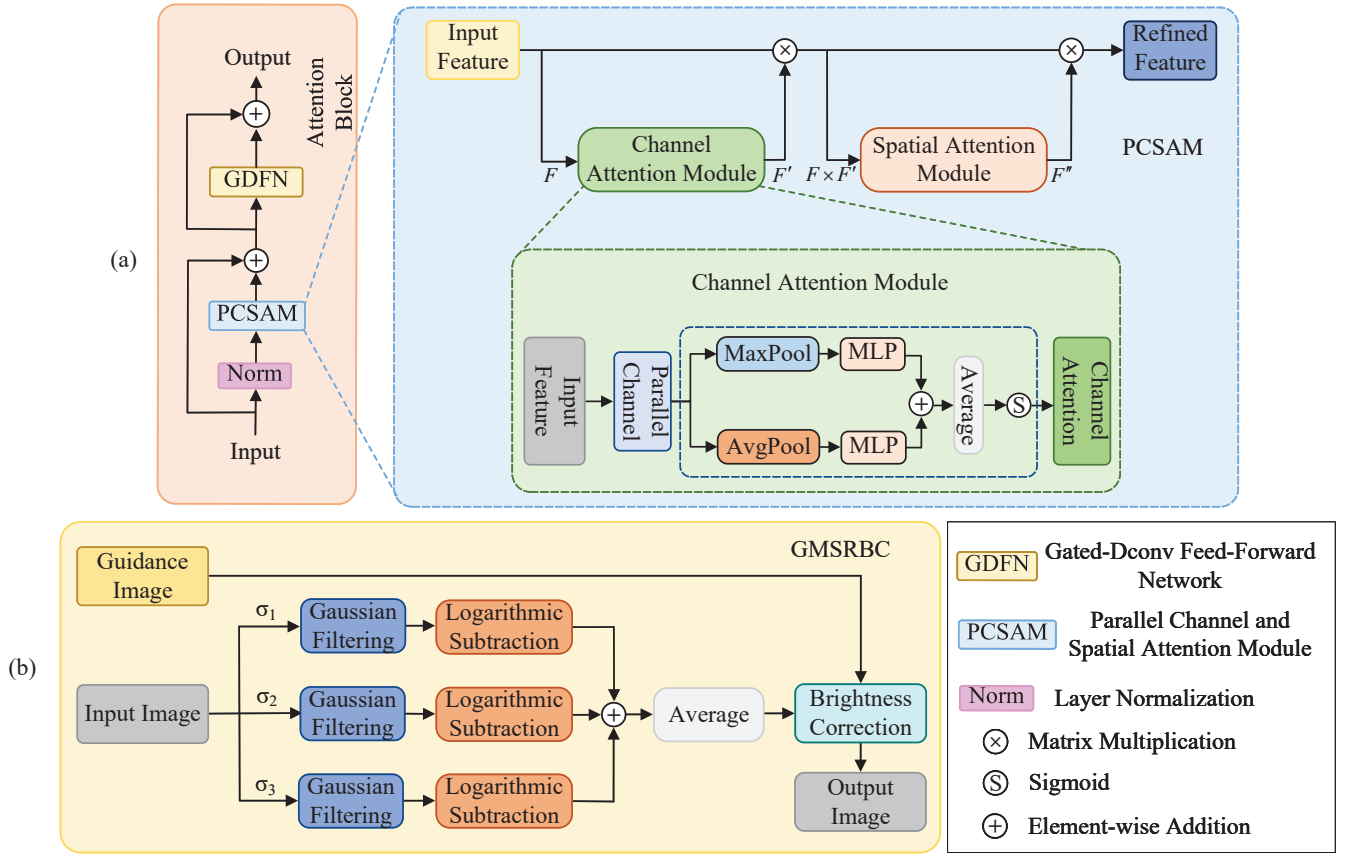 (a)
Output
Attention
Block
GDFN
PCSAM
Norm
Input
Input
Feature
Refined
Feature
PCSAM
Channel
Attention Module
Spatial Attention
Module
F
F′
F×F′
F″
Channel Attention Module
Input
Feature
Parallel
Channel
MaxPool
MLP
AvgPool
MLP
Average
S
Channel
Attention
(b)
GMSRBC
Guidance
Image
Input Image
σ1
Gaussian
Filtering
Logarithmic
Subtraction
σ2
Gaussian
Filtering
Logarithmic
Subtraction
σ3
Gaussian
Filtering
Logarithmic
Subtraction
Average
Brightness
Correction
Output
Image
GDFN
Gated-Dconv Feed-Forward
Network
PCSAM
Parallel Channel and
Spatial Attention Module
Norm
Layer Normalization
Matrix Multiplication
S
Sigmoid
Element-wise Addition